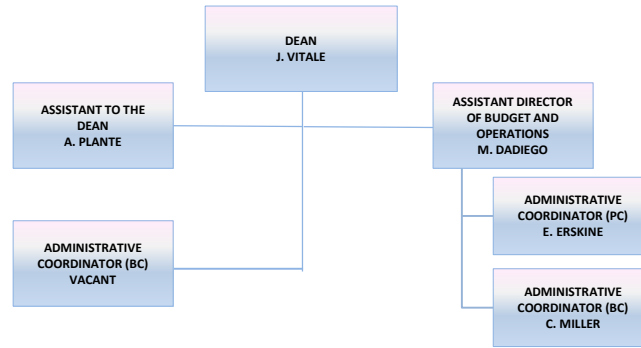 DEAN
J. VITALE
ASSISTANT TO THE
DEAN
A. PLANTE
ASSISTANT DIRECTOR
OF BUDGET AND
OPERATIONS
M. DADIEGO
ADMINISTRATIVE
COORDINATOR (PC)
E. ERSKINE
ADMINISTRATIVE
COORDINATOR (BC)
VACANT
ADMINISTRATIVE
COORDINATOR (BC)
C. MILLER